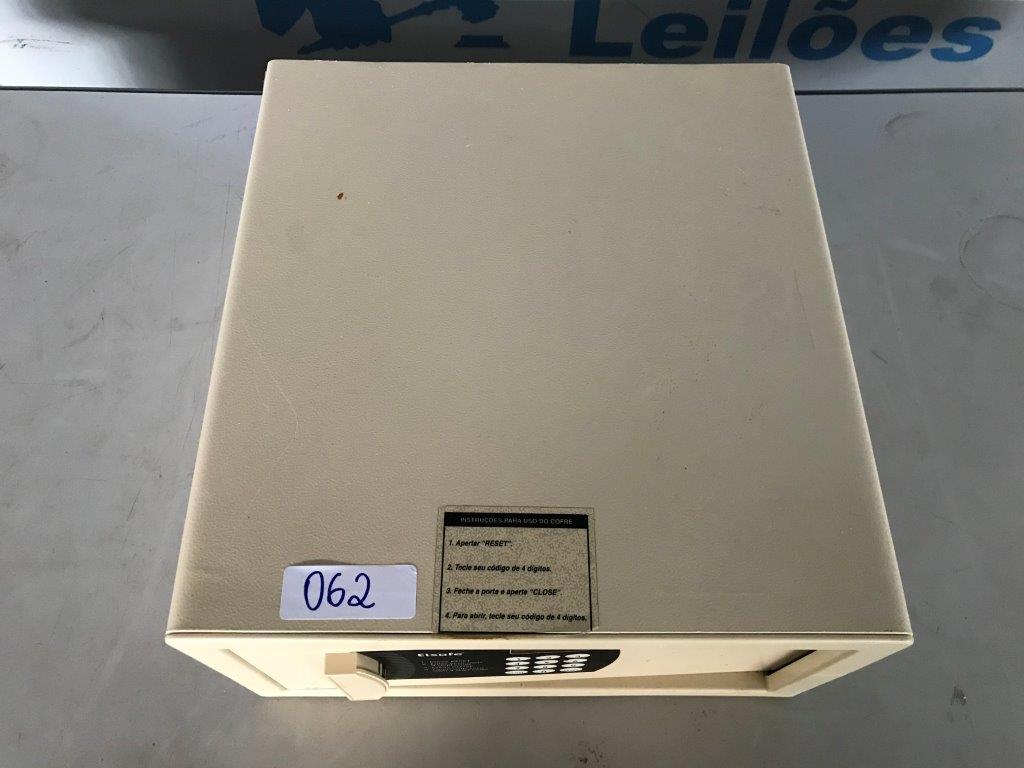 Leilões
INSTRUÇÕES PARA USO DO COFRE
1. Apertar "RESET".
2. Tecle seu código de 4 dígitos.
3. Feche a porta e aperte "CLOSE".
4. Para abrir, tecle seu código de 4 dígitos.
062
Elsafe